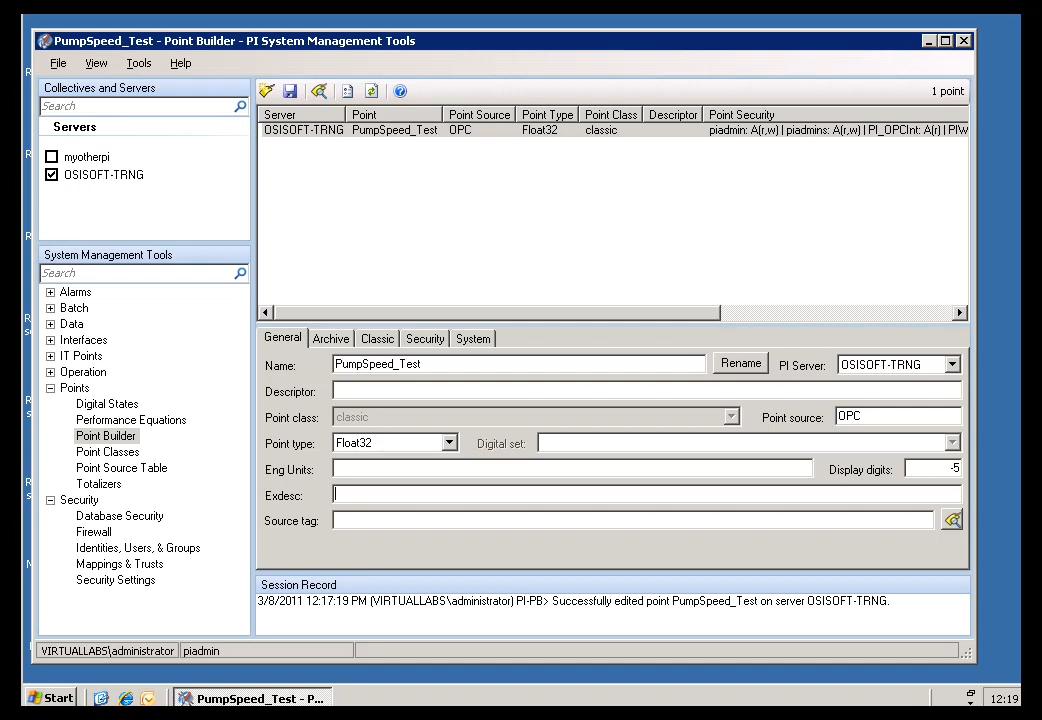 PumpSpeed_Test - Point Builder - PI System Management Tools
File View Tools Help
Collectives and Servers
Search
Servers
myotherpi
OSISOFT-TRNG
System Management Tools
Search
Alarms
Batch
Data
Interfaces
IT Points
Operation
Points
Digital States
Performance Equations
Point Builder
Point Classes
Point Source Table
Totalizers
Security
Database Security
Firewall
Identities, Users, & Groups
Mappings & Trusts
Security Settings
1 point
Server Point Point Source Point Type Point Class Descriptor Point Security
OSISOFT-TRNG PumpSpeed_Test OPC Float32 classic piadmin: A(r,w) | piadmins: A(r,w) | PI_OPCInt: A(r) | PIW
General Archive Classic Security System
Name: PumpSpeed_Test Rename PI Server: OSISOFT-TRNG
Descriptor:
Point class: classic Point source: OPC
Point type: Float32 Digital set:
Eng Units: Display digits: -5
Exdesc:
Source tag:
Session Record
3/8/2011 12:17:19 PM (VIRTUALLABS\administrator) PI-PB> Successfully edited point PumpSpeed_Test on server OSISOFT-TRNG.
VIRTUALLABS\administrator piadmin
Start PumpSpeed_Test - P... 12:19